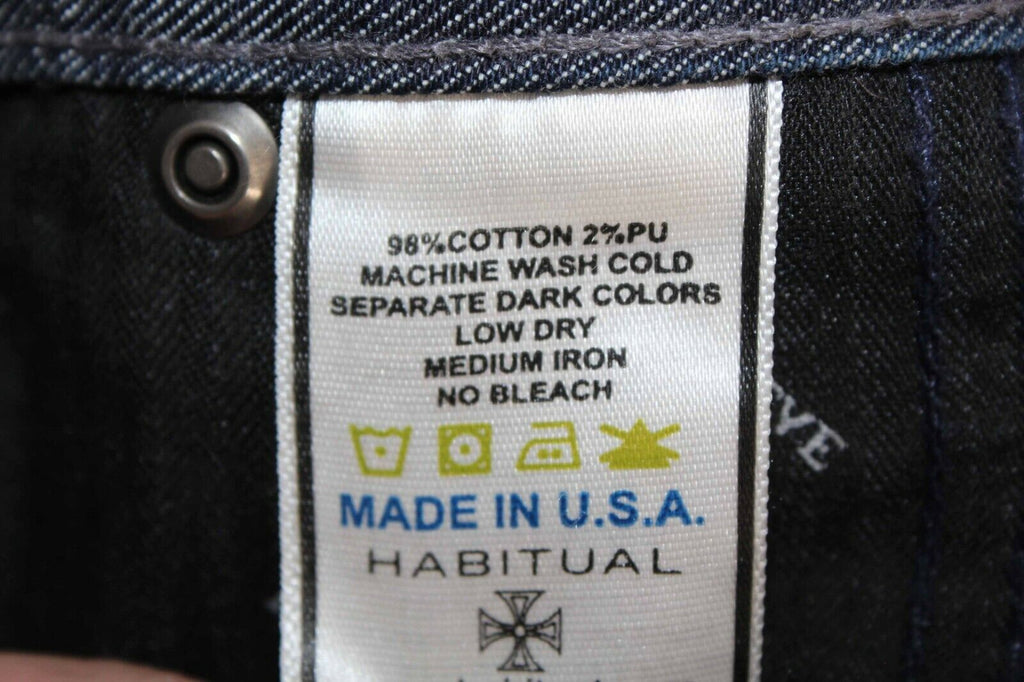 98%COTTON 2%PU
MACHINE WASH COLD
SEPARATE DARK COLORS
LOW DRY
MEDIUM IRON
NO BLEACH
MADE IN U.S.A.
HABITUAL